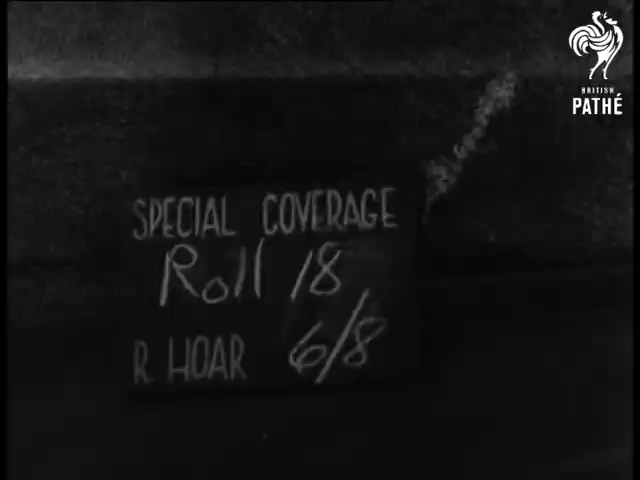 BRITISH
PATHÉ
SPECIAL COVERAGE
Roll 18
R HOAR 6/8